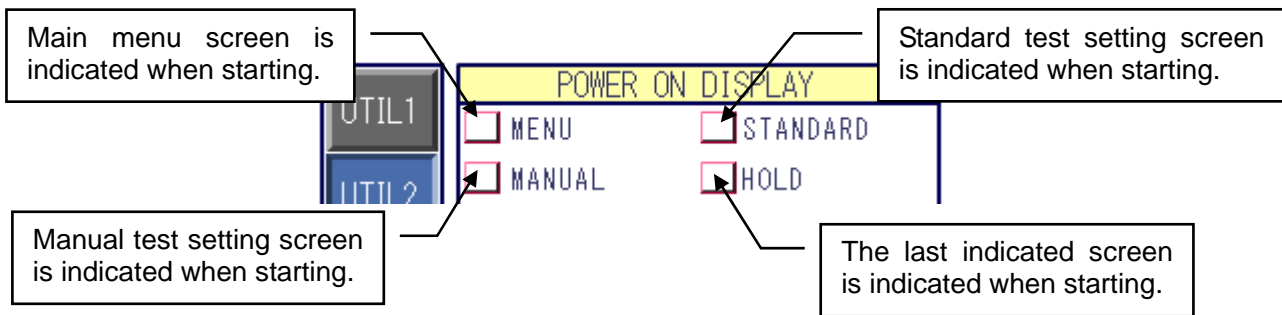 Main menu screen is
indicated when starting.
Standard test setting screen
is indicated when starting.
POWER ON DISPLAY
UTIL1
MENU
STANDARD
UTIL2
MANUAL
HOLD
Manual test setting screen
is indicated when starting.
The last indicated screen
is indicated when starting.